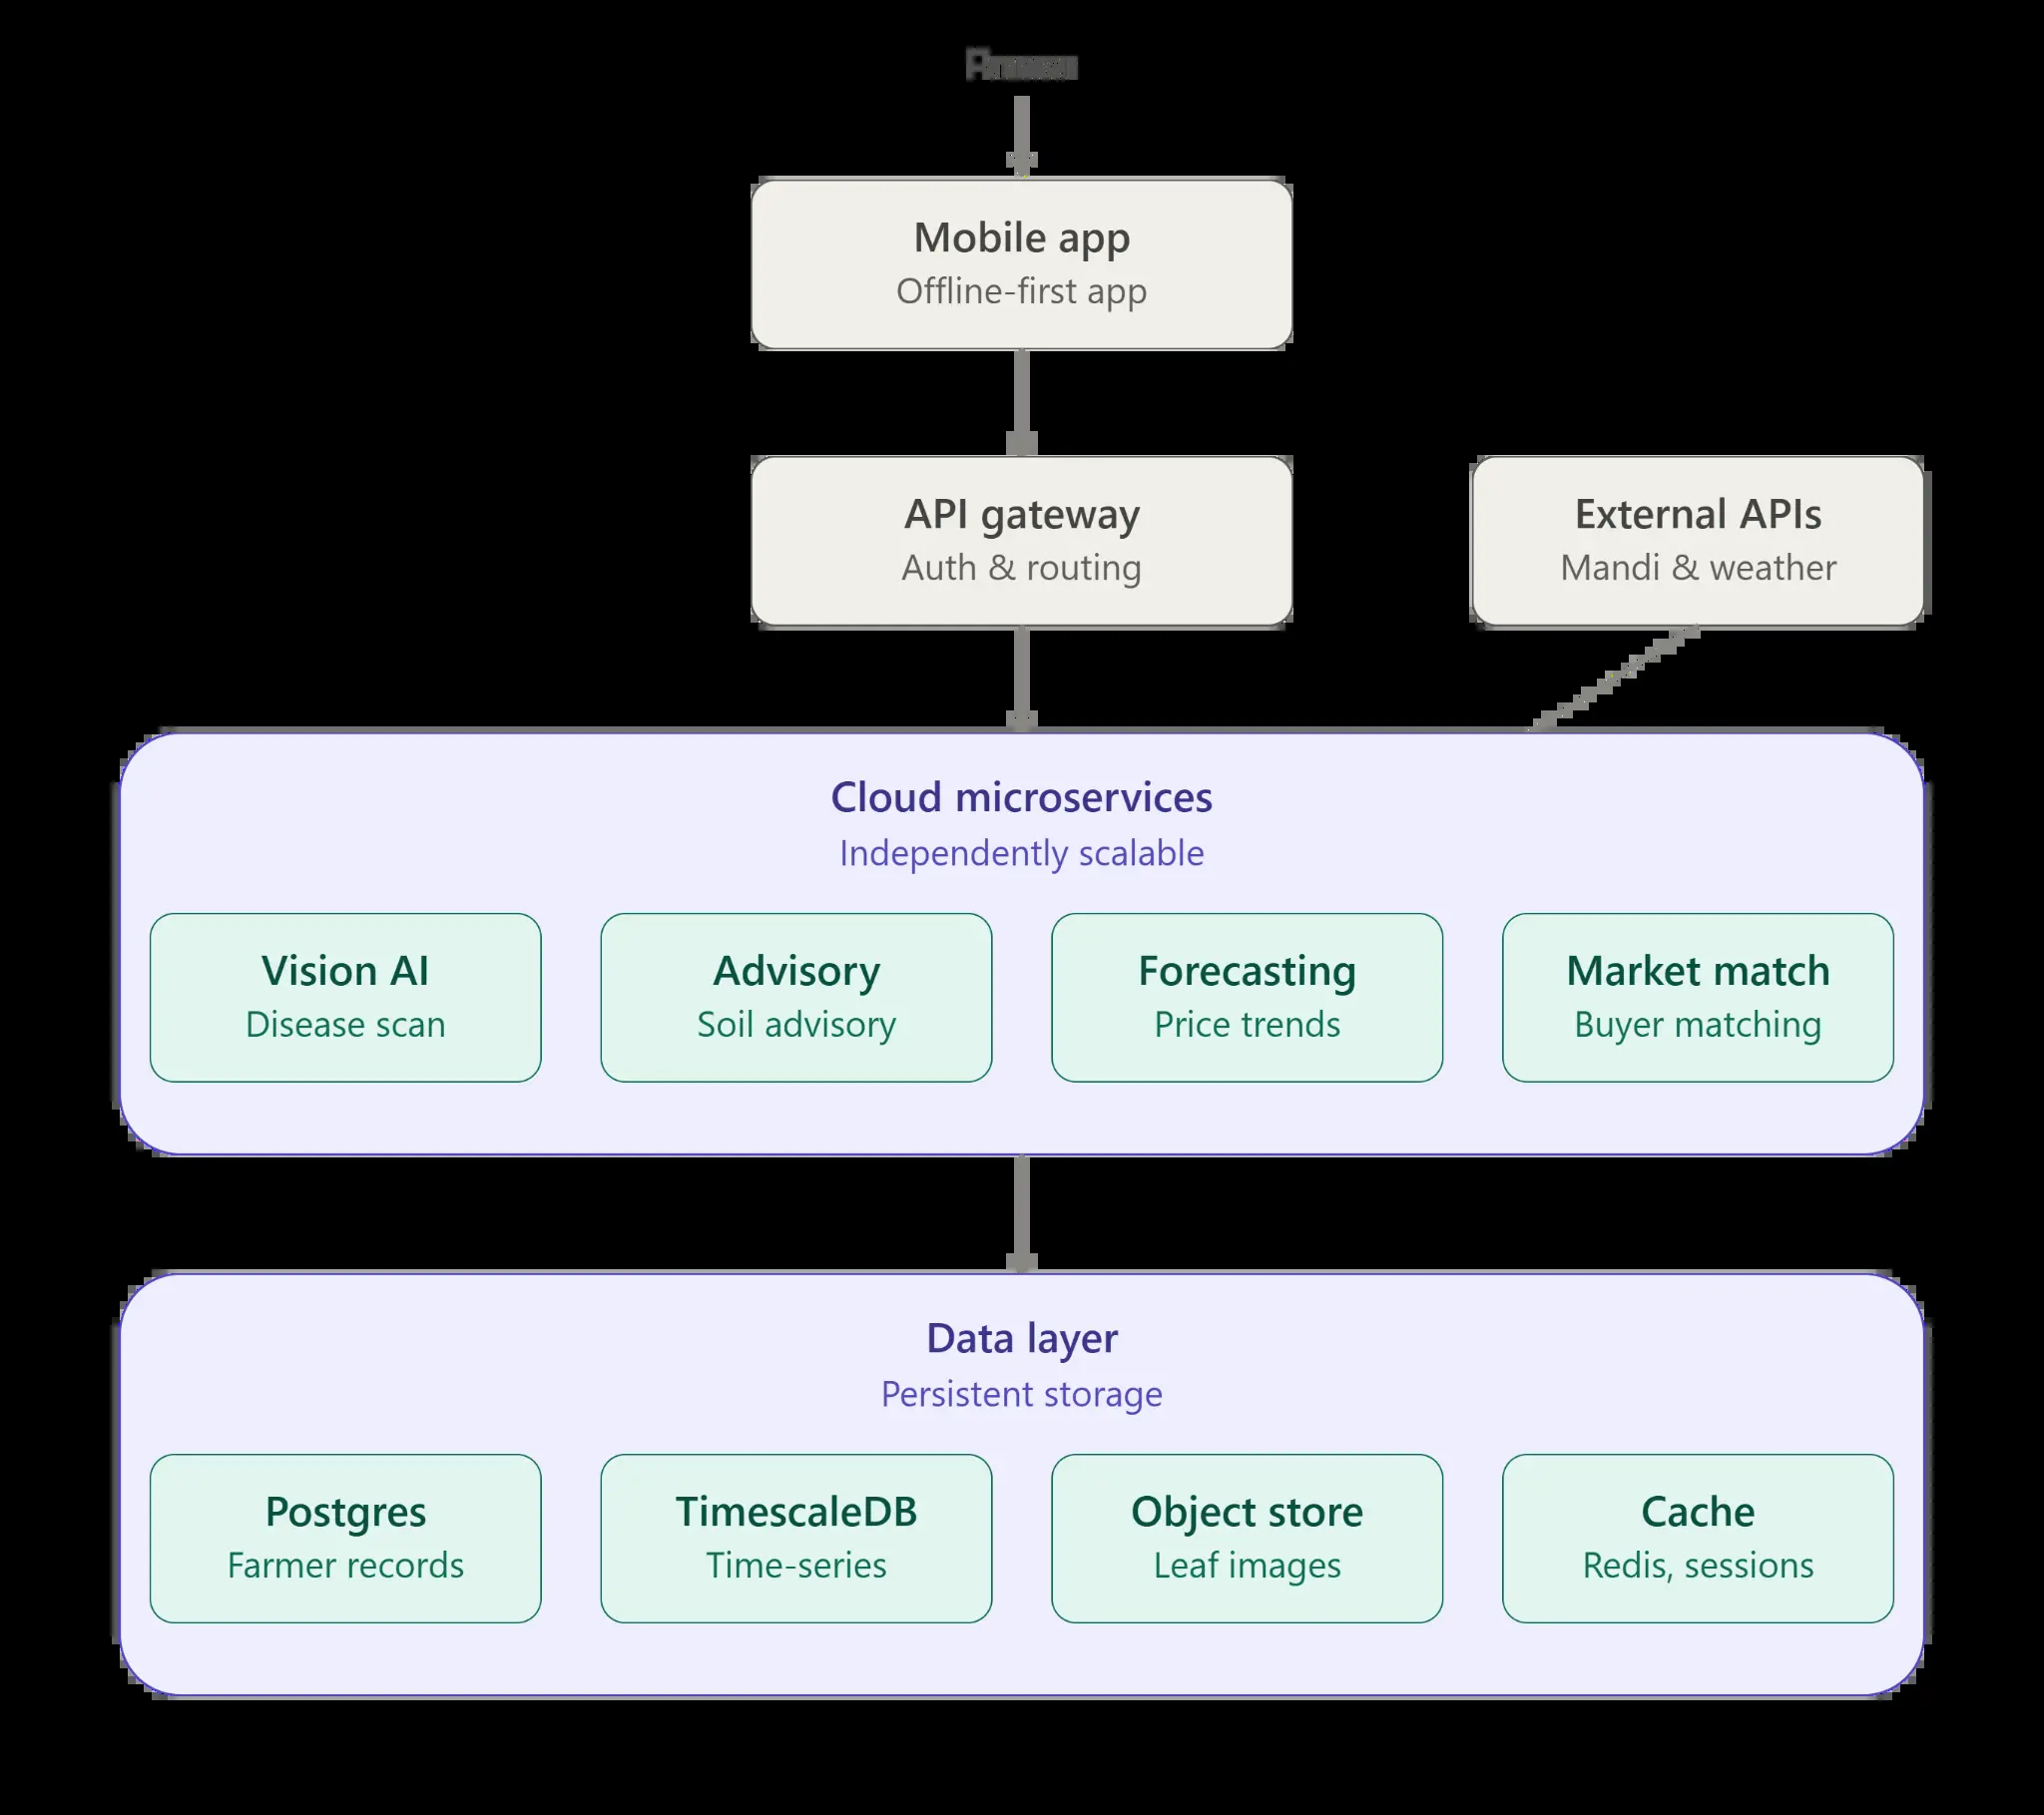 Mobile app
Offline-first app
API gateway
Auth & routing
External APIs
Mandi & weather
Cloud microservices
Independently scalable
Vision AI
Disease scan
Advisory
Soil advisory
Forecasting
Price trends
Market match
Buyer matching
Data layer
Persistent storage
Postgres
Farmer records
TimescaleDB
Time-series
Object store
Leaf images
Cache
Redis, sessions